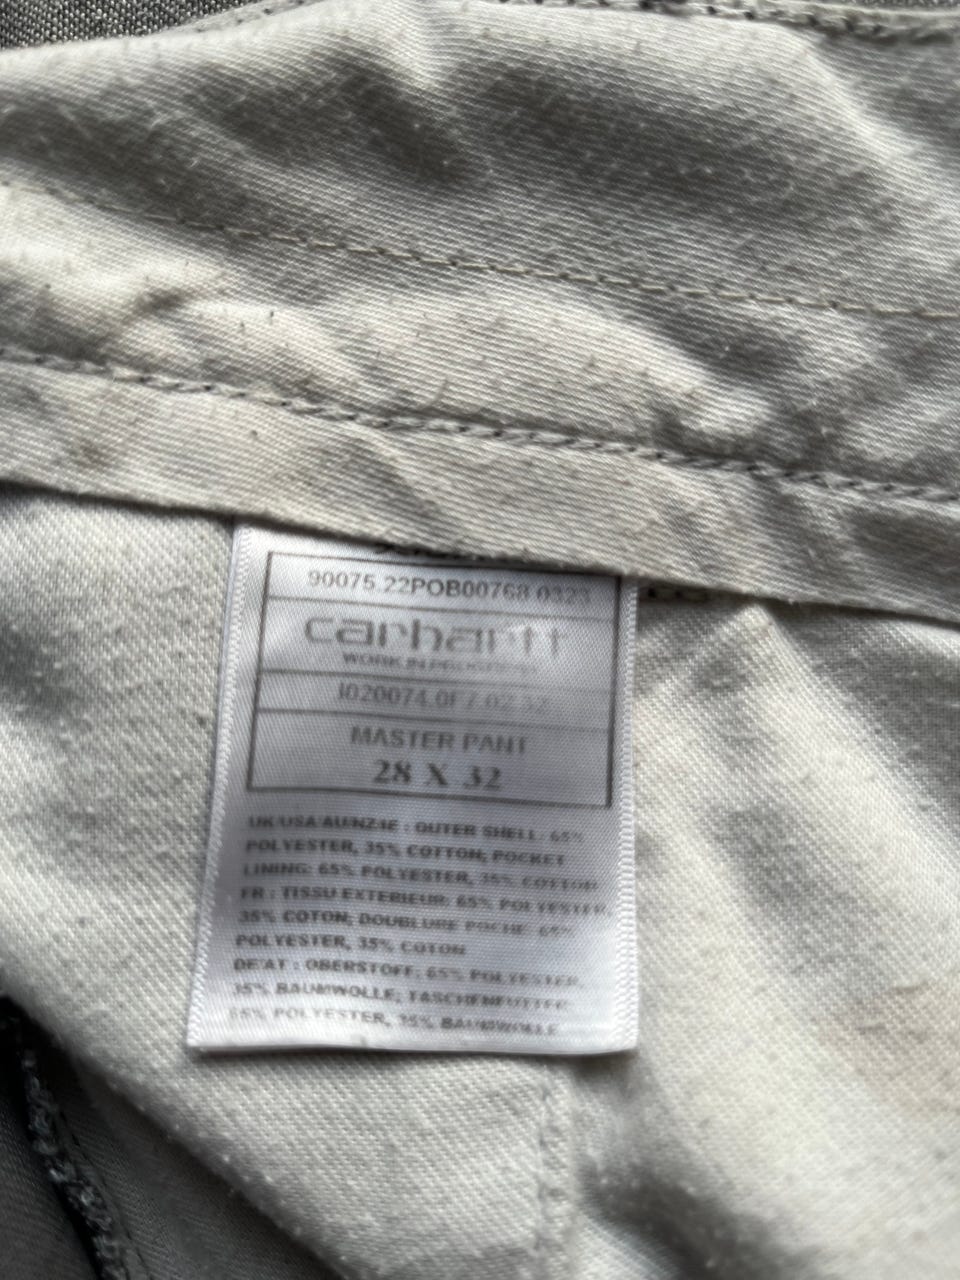 90075.22POB00768.0323
carhartt
WORK IN PROGRESS
I020074.0F7.02.32
MASTER PANT
28 X 32
UK/USA/AU/NZ/IE : OUTER SHELL: 65%
POLYESTER, 35% COTTON; POCKET
LINING: 65% POLYESTER, 35% COTTON
FR : TISSU EXTERIEUR: 65% POLYESTER,
35% COTON; DOUBLURE POCHE: 65%
POLYESTER, 35% COTON
DE/AT : OBERSTOFF: 65% POLYESTER,
35% BAUMWOLLE; TASCHENFUTTER:
65% POLYESTER, 35% BAUMWOLLE